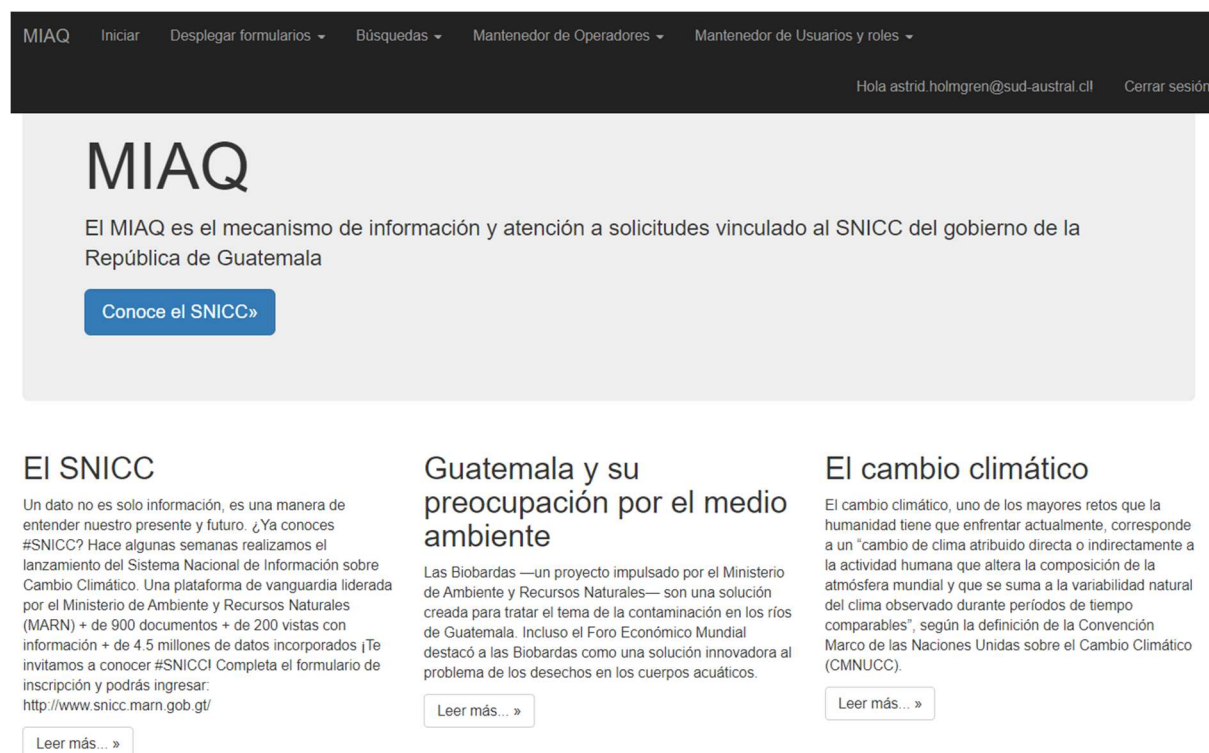 MIAQ Iniciar Desplegar formularios Búsquedas Mantenedor de Operadores Mantenedor de Usuarios y roles
Hola astrid.holmgren@sud-austral.cl! Cerrar sesión
MIAQ
El MIAQ es el mecanismo de información y atención a solicitudes vinculado al SNICC del gobierno de la
República de Guatemala
Conoce el SNICC»
El SNICC
Un dato no es solo información, es una manera de
entender nuestro presente y futuro. ¿Ya conoces
#SNICC? Hace algunas semanas realizamos el
lanzamiento del Sistema Nacional de Información sobre
Cambio Climático. Una plataforma de vanguardia liderada
por el Ministerio de Ambiente y Recursos Naturales
(MARN) + de 900 documentos + de 200 vistas con
información + de 4.5 millones de datos incorporados ¡Te
invitamos a conocer #SNICC! Completa el formulario de
inscripción y podrás ingresar:
http://www.snicc.marn.gob.gt/
Leer más... »
Guatemala y su
preocupación por el medio
ambiente
Las Biobardas —un proyecto impulsado por el Ministerio
de Ambiente y Recursos Naturales— son una solución
creada para tratar el tema de la contaminación en los ríos
de Guatemala. Incluso el Foro Económico Mundial
destacó a las Biobardas como una solución innovadora al
problema de los desechos en los cuerpos acuáticos.
Leer más... »
El cambio climático
El cambio climático, uno de los mayores retos que la
humanidad tiene que enfrentar actualmente, corresponde
a un “cambio de clima atribuido directa o indirectamente a
la actividad humana que altera la composición de la
atmósfera mundial y que se suma a la variabilidad natural
del clima observado durante períodos de tiempo
comparables”, según la definición de la Convención
Marco de las Naciones Unidas sobre el Cambio Climático
(CMNUCC).
Leer más... »